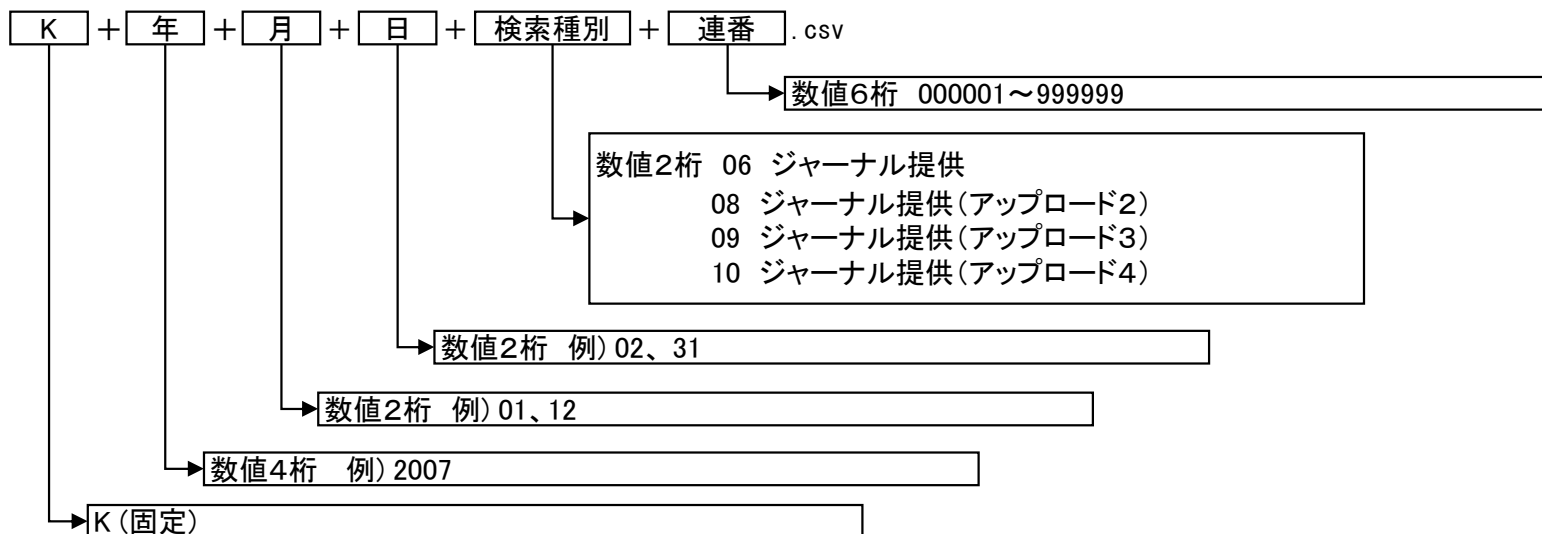 K＋年＋月＋日＋検索種別＋連番.csv
数値６桁 000001～999999
数値２桁 06 ジャーナル提供
08 ジャーナル提供（アップロード２）
09 ジャーナル提供（アップロード３）
10 ジャーナル提供（アップロード４）
数値２桁 例）02、31
数値２桁 例）01、12
数値４桁　例）2007
K（固定）